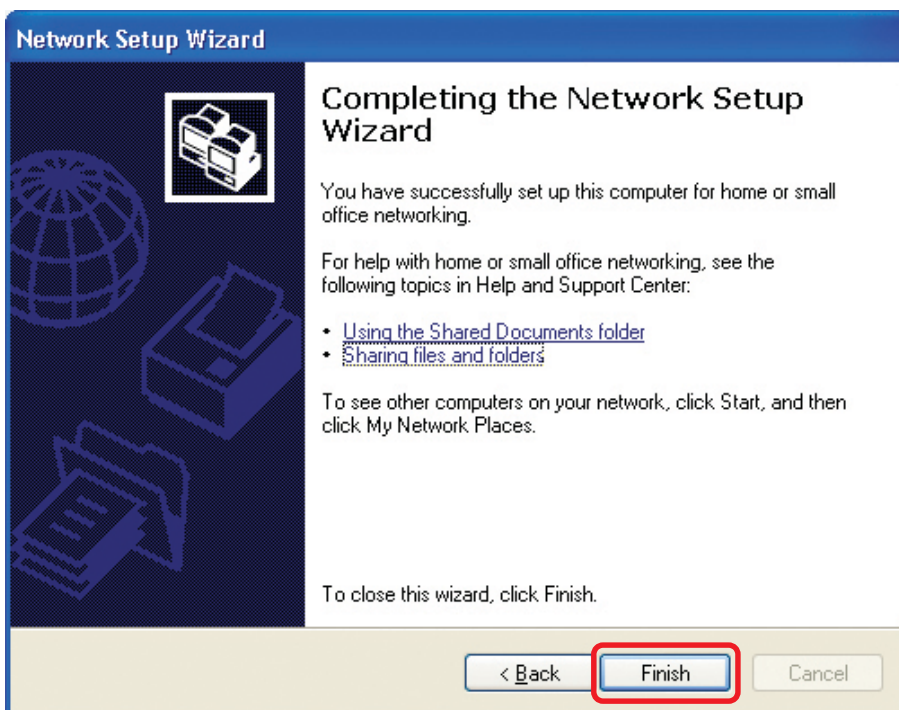 Network Setup Wizard
Completing the Network Setup
Wizard
You have successfully set up this computer for home or small
office networking.
For help with home or small office networking, see the
following topics in Help and Support Center:
• Using the Shared Documents folder
• Sharing files and folders
To see other computers on your network, click Start, and then
click My Network Places.
To close this wizard, click Finish.
< Back Finish Cancel